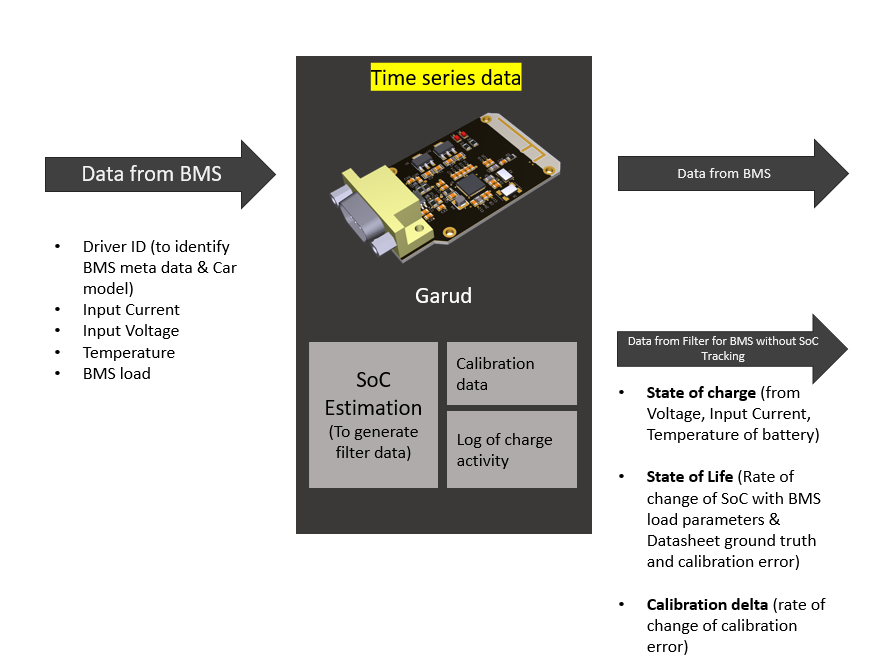 Time series data
Data from BMS
• Driver ID (to identify
BMS meta data & Car
model)
• Input Current
• Input Voltage
• Temperature
• BMS load
Garud
SoC
Estimation
(To generate
filter data)
Calibration
data
Log of charge
activity
Data from BMS
Data from Filter for BMS without SoC
Tracking
• State of charge (from
Voltage, Input Current,
Temperature of battery)
• State of Life (Rate of
change of SoC with BMS
load parameters &
Datasheet ground truth
and calibration error)
• Calibration delta (rate of
change of calibration
error)